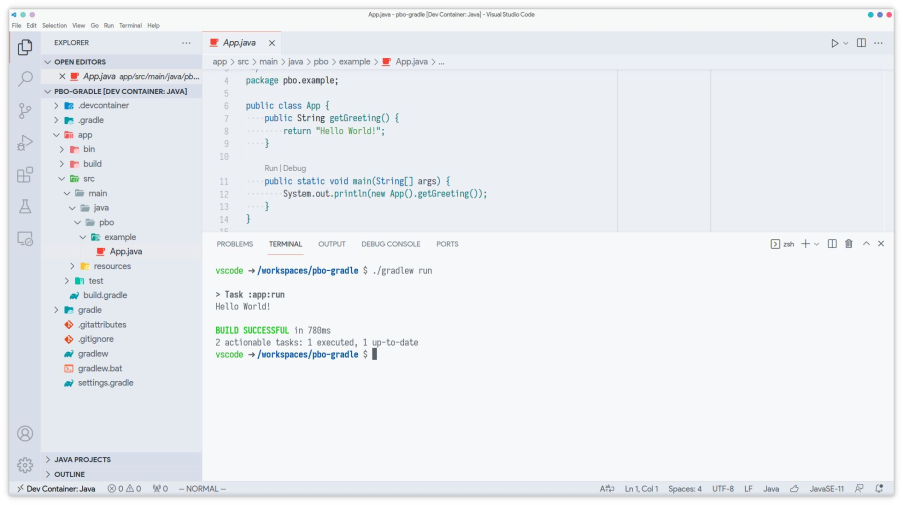 App.java - pbo-gradle [Dev Container: Java] - Visual Studio Code
File Edit Selection View Go Run Terminal Help
EXPLORER ···
OPEN EDITORS
App.java app/src/main/java/pb...
PBO-GRADLE [DEV CONTAINER: JAVA]
.devcontainer
.gradle
app
bin
build
src
main
java
pbo
example
App.java
resources
test
build.gradle
gradle
.gitattributes
.gitignore
gradlew
gradlew.bat
settings.gradle
JAVA PROJECTS
OUTLINE
App.java
app > src > main > java > pbo > example > App.java > ...
4 package pbo.example;
5
6 public class App {
7 ····public String getGreeting() {
8 ········return "Hello World!";
9 ····}
10
Run | Debug
11 ····public static void main(String[] args) {
12 ········System.out.println(new App().getGreeting());
13 ····}
14 }
PROBLEMS TERMINAL OUTPUT DEBUG CONSOLE PORTS zsh
vscode → /workspaces/pbo-gradle $ ./gradlew run
> Task :app:run
Hello World!
BUILD SUCCESSFUL in 780ms
2 actionable tasks: 1 executed, 1 up-to-date
vscode → /workspaces/pbo-gradle $
Dev Container: Java 0 0 0 -- NORMAL -- Ln 1, Col 1 Spaces: 4 UTF-8 LF Java JavaSE-11